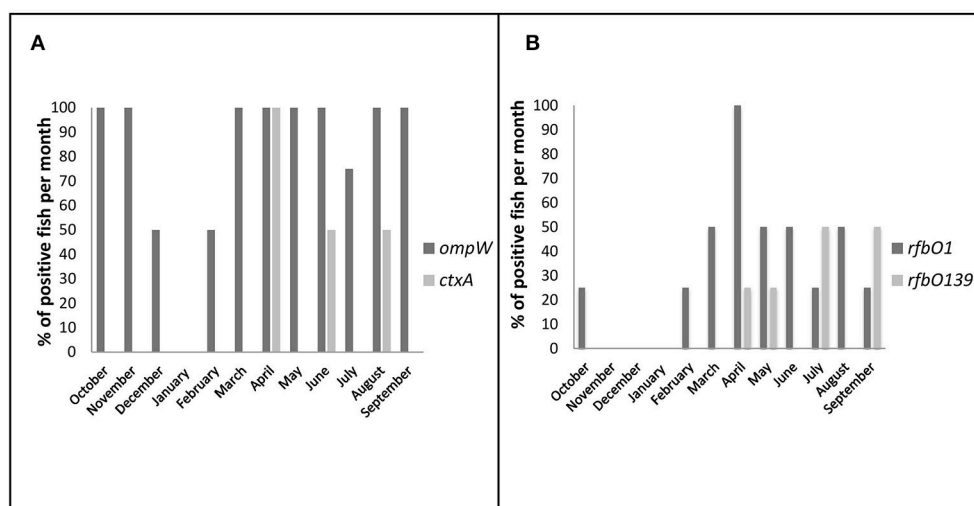 A
% of positive fish per month
100
90
80
70
60
50
40
30
20
10
0
October
November
December
January
February
March
April
May
June
July
August
September
ompW
ctxA
B
% of positive fish per month
100
90
80
70
60
50
40
30
20
10
0
October
November
December
January
February
March
April
May
June
July
August
September
rfbO1
rfbO139